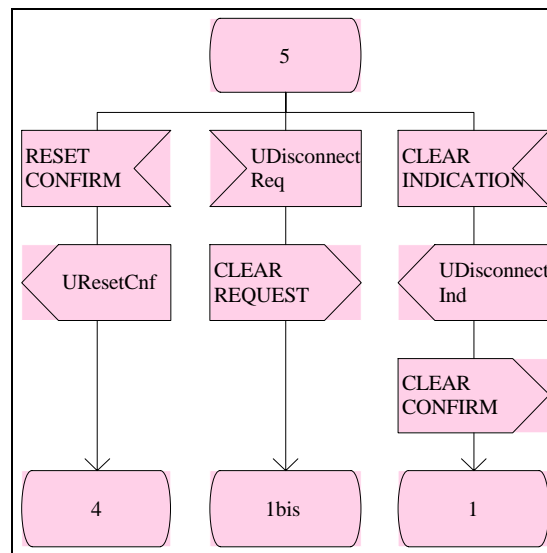 5
RESET
CONFIRM
UDisconnect
Req
CLEAR
INDICATION
UResetCnf
CLEAR
REQUEST
UDisconnect
Ind
CLEAR
CONFIRM
4
1bis
1